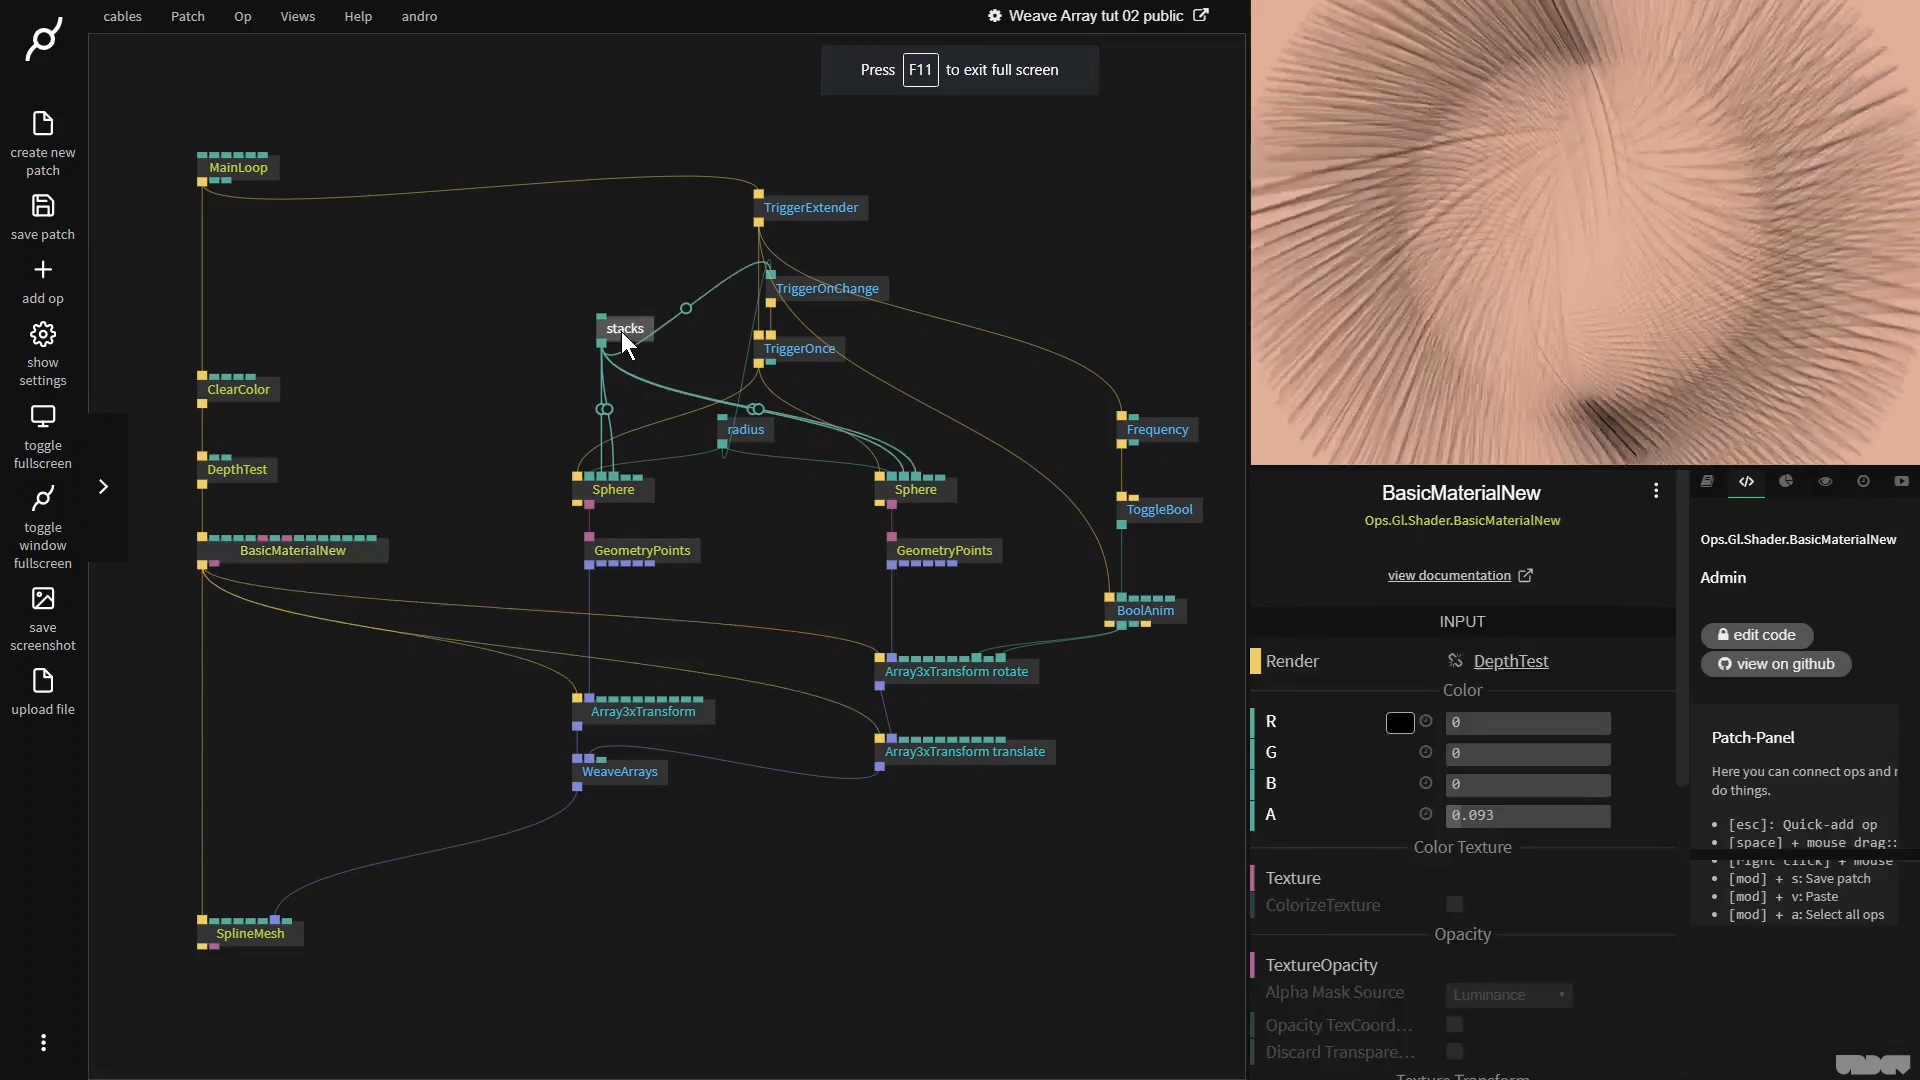 cables Patch Op Views Help andro
Weave Array tut 02 public
Press F11 to exit full screen
create new patch
save patch
add op
show settings
toggle fullscreen
toggle window fullscreen
save screenshot
upload file
MainLoop
TriggerExtender
TriggerOnChange
stacks
TriggerOnce
ClearColor
radius
Frequency
DepthTest
Sphere
Sphere
ToggleBool
BasicMaterialNew
GeometryPoints
GeometryPoints
BoolAnim
Array3xTransform rotate
Array3xTransform
Array3xTransform translate
WeaveArrays
SplineMesh
BasicMaterialNew
Ops.Gl.Shader.BasicMaterialNew
view documentation
INPUT
Render DepthTest
Color
R 0
G 0
B 0
A 0.093
Color Texture
Texture
ColorizeTexture
Opacity
TextureOpacity
Alpha Mask Source Luminance
Opacity TexCoord...
Discard Transpare...
Texture Transform
Ops.Gl.Shader.BasicMaterialNew
Admin
edit code
view on github
Patch-Panel
Here you can connect ops and r
do things.
[esc]: Quick-add op
[space] + mouse drag::
[right click] + mouse
[mod] + s: Save patch
[mod] + v: Paste
[mod] + a: Select all ops